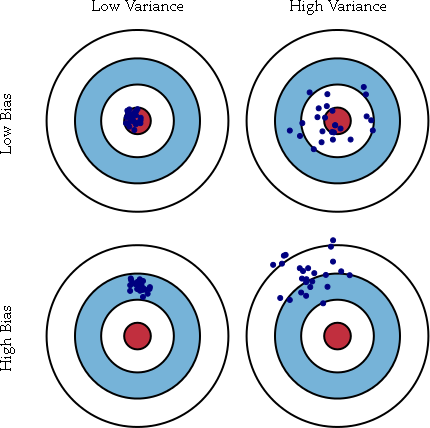 Low Variance
High Variance
Low Bias
High Bias